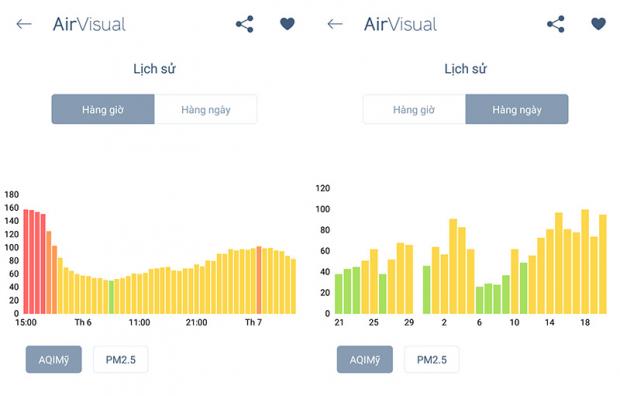 AirVisual
Lịch sử
Hàng giờ
Hàng ngày
180
160
140
120
100
80
60
40
20
0
15:00 Th 6 11:00 21:00 Th 7
AQIMỹ PM2.5
AirVisual
Lịch sử
Hàng giờ
Hàng ngày
120
100
80
60
40
20
0
21 25 29 2 6 10 14 18
AQIMỹ PM2.5